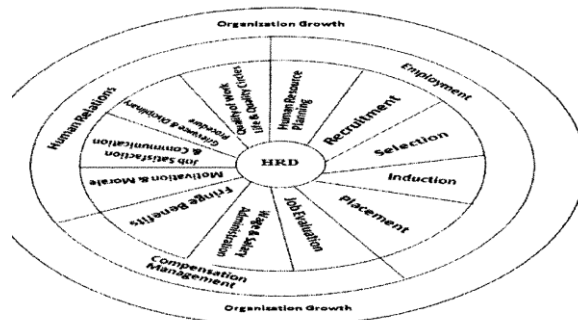 Organization Growth
Employment
Human Resource
Planning
Recruitment
Selection
Induction
Placement
Job Evaluation
Wage & Salary
Administration
Fringe Benefits
Compensation
Management
Motivation & Morale
Job Satisfaction
& Communication
Grievance & Disciplinary
Procedure
Quality of Work
Life & Quality Circles
Human Relations
HRD
Organization Growth